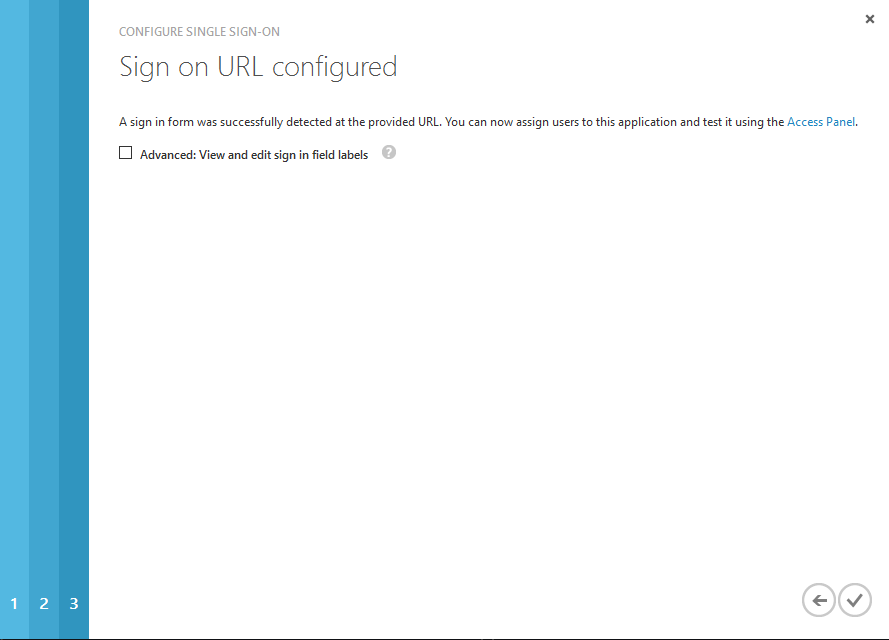 CONFIGURE SINGLE SIGN-ON
Sign on URL configured
A sign in form was successfully detected at the provided URL. You can now assign users to this application and test it using the Access Panel.
Advanced: View and edit sign in field labels ?
1 2 3